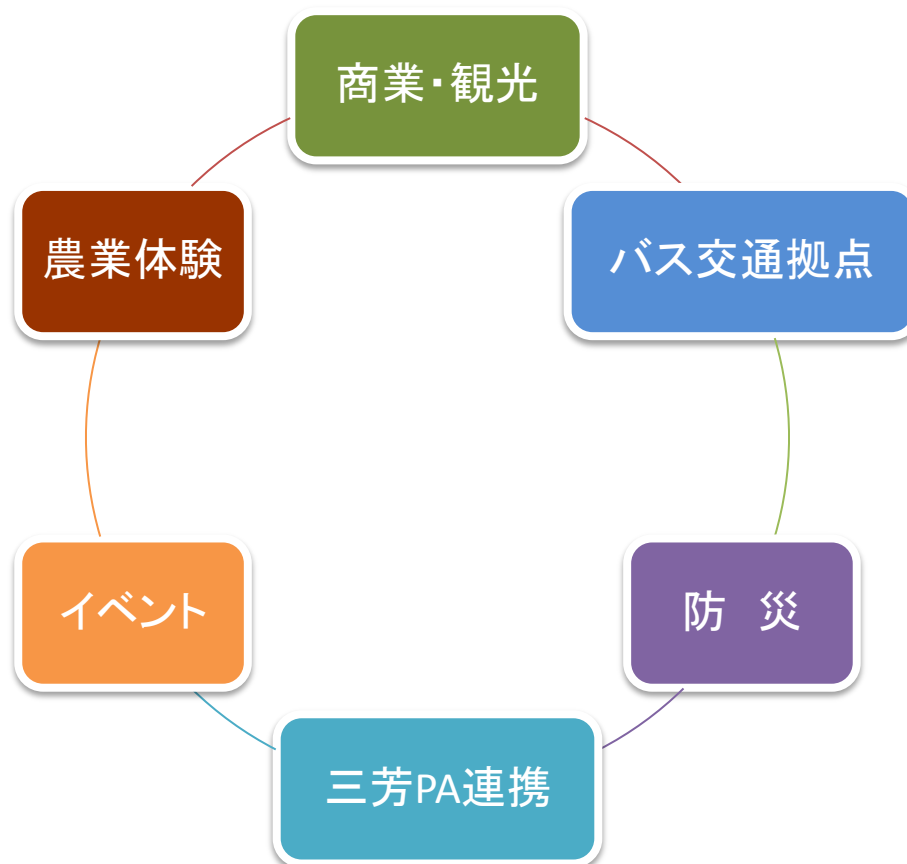 商業・観光
バス交通拠点
防　災
三芳PA連携
イベント
農業体験